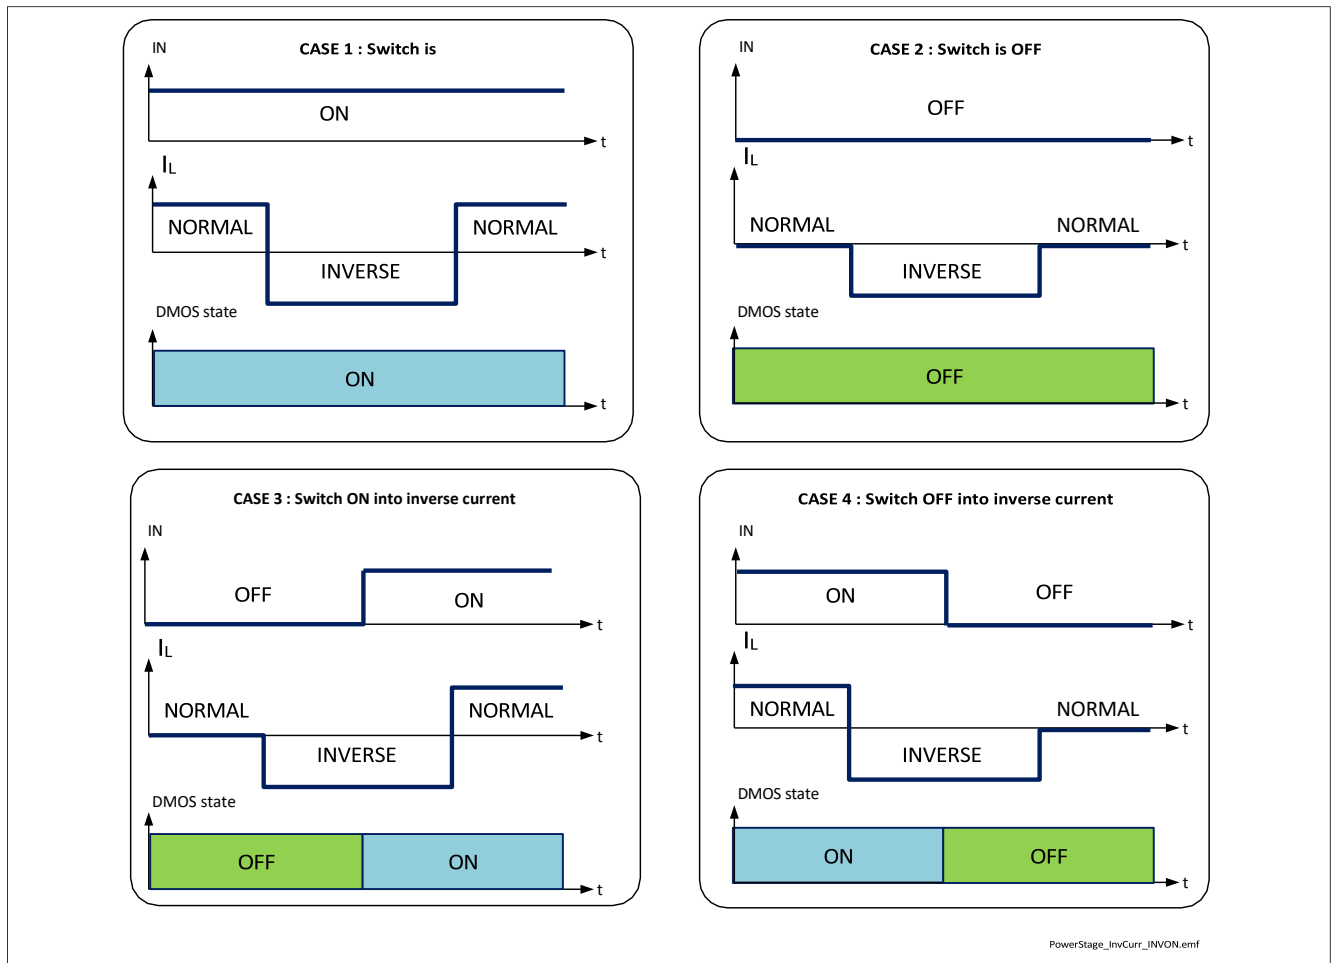 CASE 1 : Switch is
IN
ON
t
IL
NORMAL
NORMAL
t
INVERSE
DMOS state
ON
t
CASE 2 : Switch is OFF
IN
OFF
t
IL
NORMAL
NORMAL
t
INVERSE
DMOS state
OFF
t
CASE 3 : Switch ON into inverse current
IN
OFF
ON
t
IL
NORMAL
NORMAL
t
INVERSE
DMOS state
OFF
ON
t
CASE 4 : Switch OFF into inverse current
IN
ON
OFF
t
IL
NORMAL
NORMAL
t
INVERSE
DMOS state
ON
OFF
t
PowerStage_InvCurr_INVON.emf